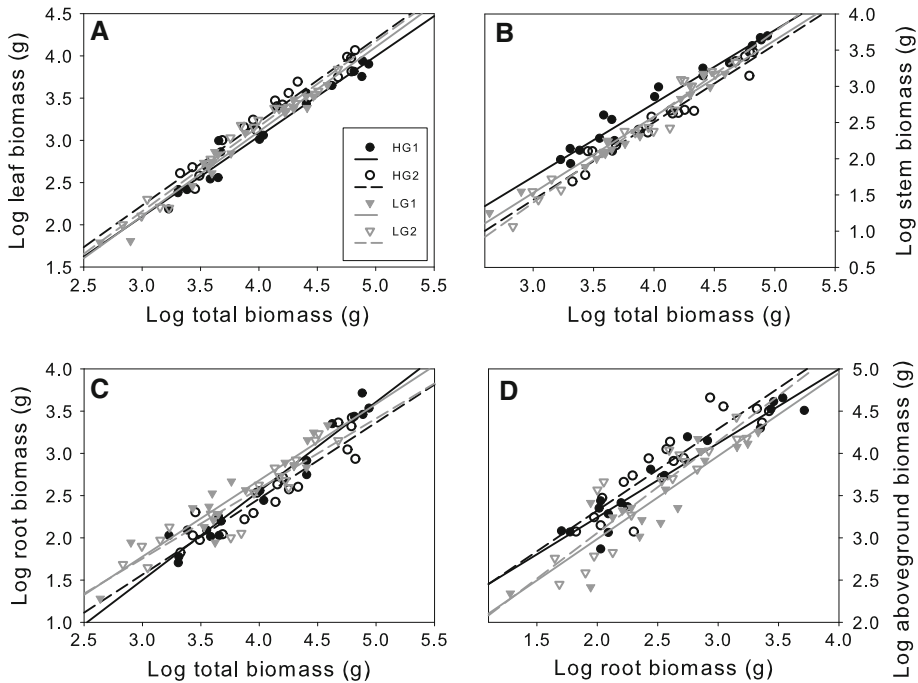 A
Log leaf biomass (g)
4.5
4.0
3.5
3.0
2.5
2.0
1.5
2.5 3.0 3.5 4.0 4.5 5.0 5.5
Log total biomass (g)
HG1
HG2
LG1
LG2
B
4.0
3.5
3.0
2.5
2.0
1.5
1.0
0.5
Log stem biomass (g)
3.0 3.5 4.0 4.5 5.0 5.5
Log total biomass (g)
C
Log root biomass (g)
4.0
3.5
3.0
2.5
2.0
1.5
1.0
2.5 3.0 3.5 4.0 4.5 5.0 5.5
Log total biomass (g)
D
5.0
4.5
4.0
3.5
3.0
2.5
2.0
Log aboveground biomass (g)
1.5 2.0 2.5 3.0 3.5 4.0
Log root biomass (g)